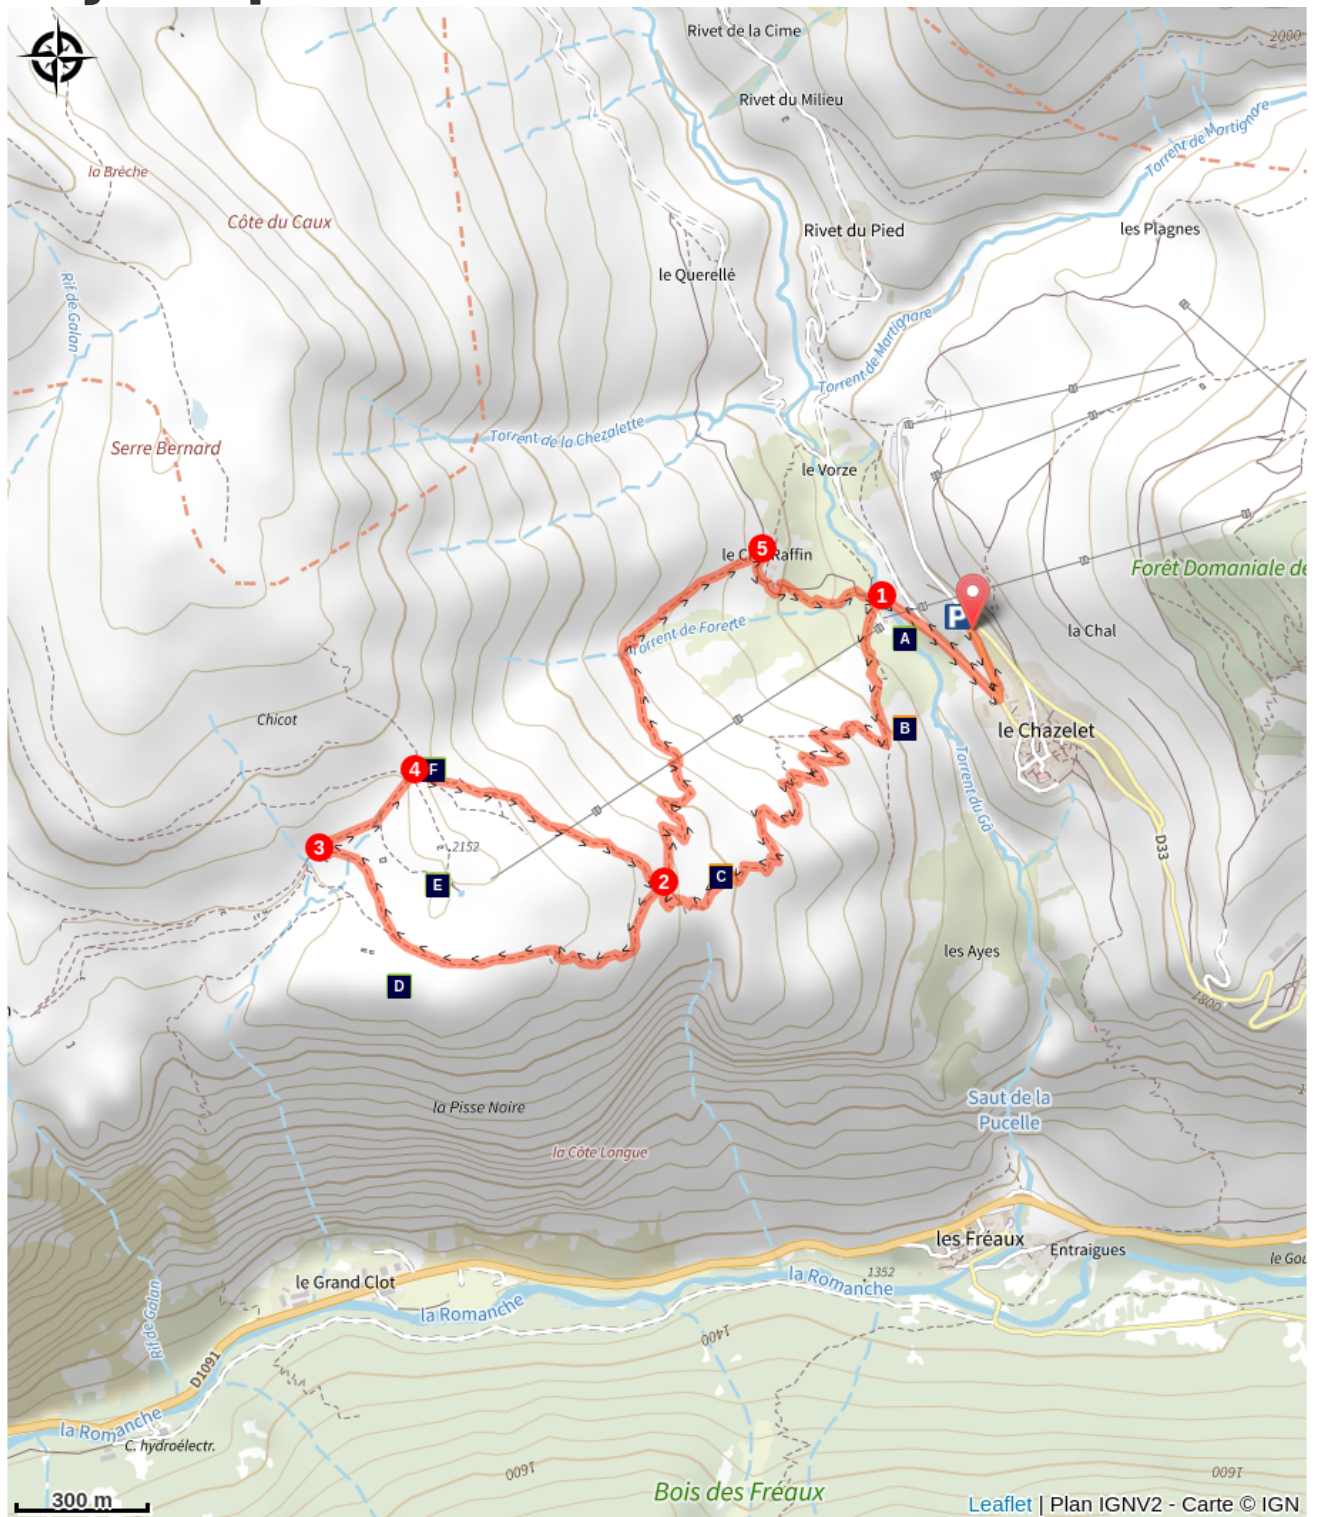 Rivet de la Cime
2000
Rivet du Milieu
Torrent de Martignare
la Brèche
Côte du Caux
Rivet du Pied
les Plagnes
le Querellé
Rif de Galan
Torrent de Martignare
Torrent de la Chezalette
Serre Bernard
le Vorze
5
le C Raffin
Forêt Domaniale de
1
P
A
la Chal
Torrent de Forette
Chicot
B
le Chazelet
4
F
Torrent du Gâ
3
2152
D33
2
C
E
les Ayes
D
1800
la Pisse Noire
Saut de la
Pucelle
la Côte Longue
les Fréaux
Entraigues
le Gou
le Grand Clot
la Romanche
1352
la Romanche
Rif de Galan
1400
D1091
la Romanche
C. hydroélectr.
1600
1600
Bois des Fréaux
300 m
Leaflet | Plan IGNV2 - Carte © IGN